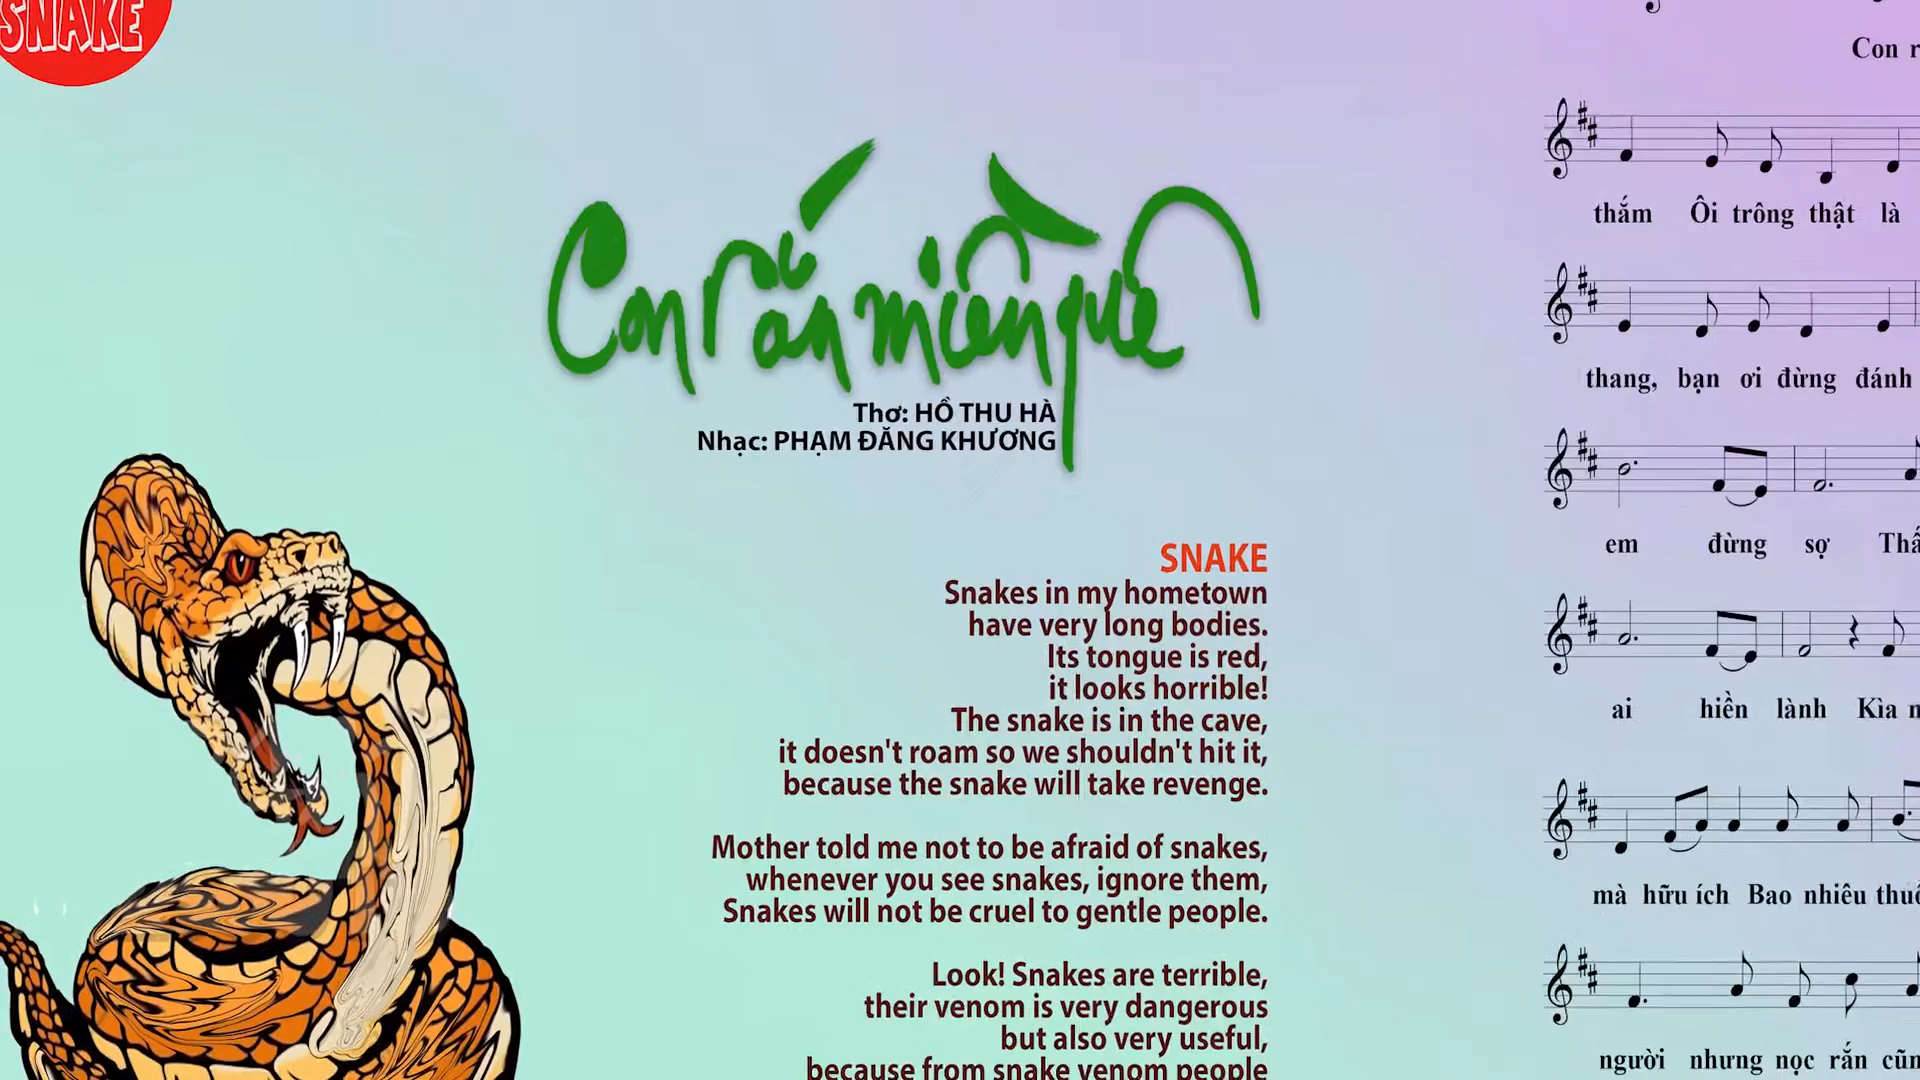 SNAKE
Con rắn miền quê
Thơ: HỒ THU HÀ
Nhạc: PHẠM ĐĂNG KHƯƠNG
SNAKE
Snakes in my hometown
have very long bodies.
Its tongue is red,
it looks horrible!
The snake is in the cave,
it doesn't roam so we shouldn't hit it,
because the snake will take revenge.
Mother told me not to be afraid of snakes,
whenever you see snakes, ignore them,
Snakes will not be cruel to gentle people.
Look! Snakes are terrible,
their venom is very dangerous
but also very useful,
because from snake venom people
Con
thắm Ôi trông thật là
thang, bạn ơi đừng đánh
em đừng sợ
ai hiền lành Kìa
mà hữu ích Bao nhiêu
người nhưng nọc rắn